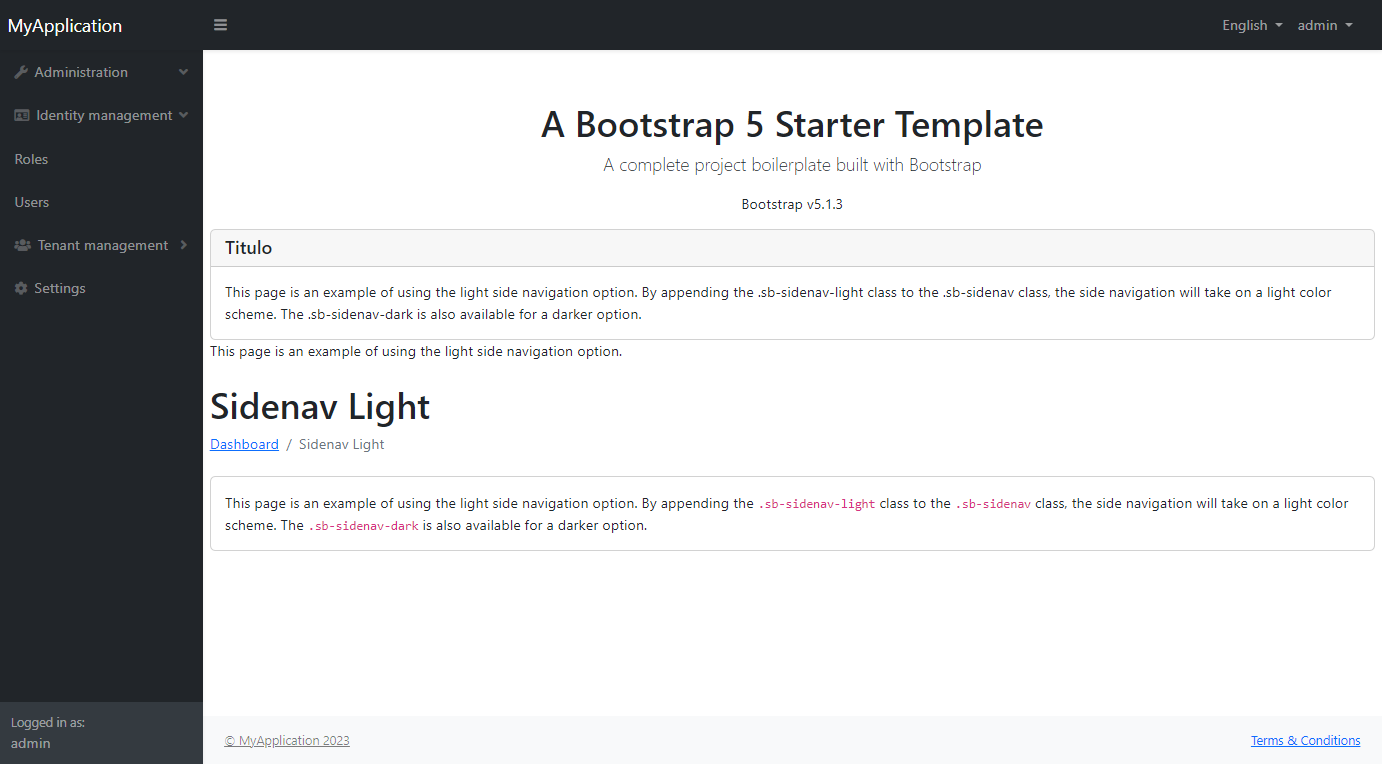 MyApplication
English
admin
Administration
Identity management
Roles
Users
Tenant management
Settings
A Bootstrap 5 Starter Template
A complete project boilerplate built with Bootstrap
Bootstrap v5.1.3
Titulo
This page is an example of using the light side navigation option. By appending the .sb-sidenav-light class to the .sb-sidenav class, the side navigation will take on a light color
scheme. The .sb-sidenav-dark is also available for a darker option.
This page is an example of using the light side navigation option.
Sidenav Light
Dashboard / Sidenav Light
This page is an example of using the light side navigation option. By appending the .sb-sidenav-light class to the .sb-sidenav class, the side navigation will take on a light color
scheme. The .sb-sidenav-dark is also available for a darker option.
Logged in as:
admin
© MyApplication 2023
Terms & Conditions